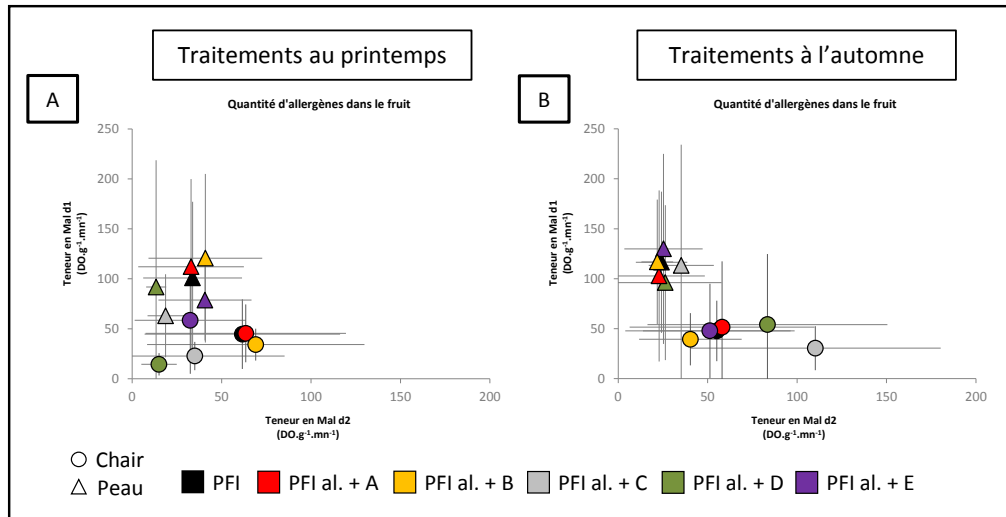 Traitements au printemps
Traitements à l'automne
A
B
Quantité d'allergènes dans le fruit
Quantité d'allergènes dans le fruit
250
200
150
100
50
0
Teneur en Mal d1
(DO.g⁻¹.mn⁻¹)
0 50 100 150 200
Teneur en Mal d2
(DO.g⁻¹.mn⁻¹)
250
200
150
100
50
0
Teneur en Mal d1
(DO.g⁻¹.mn⁻¹)
0 50 100 150 200
Teneur en Mal d2
(DO.g⁻¹.mn⁻¹)
Chair
Peau
PFI PFI al. + A PFI al. + B PFI al. + C PFI al. + D PFI al. + E